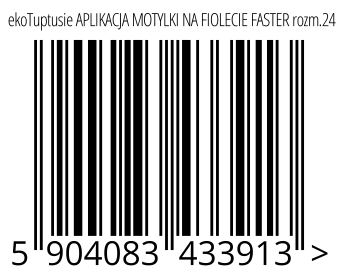 ekoTuptusie APLIKACJA MOTYLKI NA FIOLECIE FASTER rozm.24
5 904083 433913 >